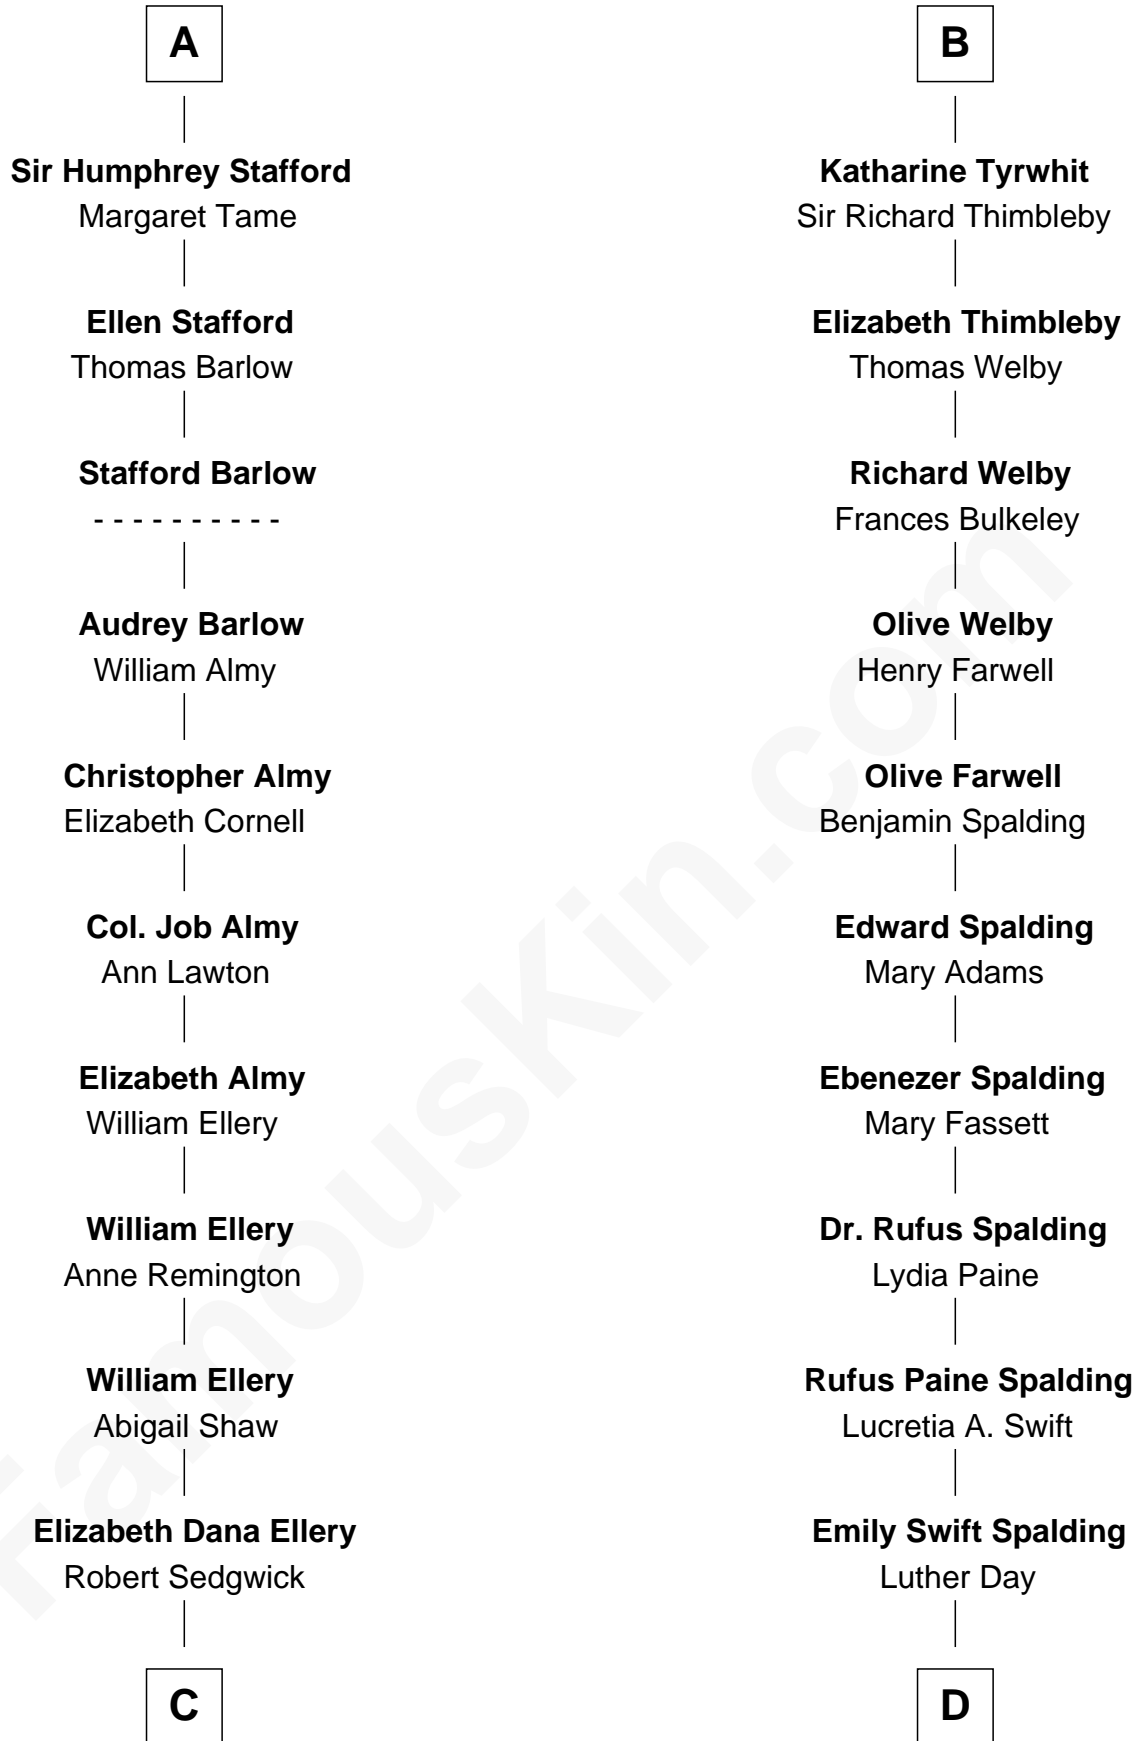 A
Sir Humphrey Stafford
Margaret Tame
Ellen Stafford
Thomas Barlow
Stafford Barlow
- - - - - - - - - -
Audrey Barlow
William Almy
Christopher Almy
Elizabeth Cornell
Col. Job Almy
Ann Lawton
Elizabeth Almy
William Ellery
William Ellery
Anne Remington
William Ellery
Abigail Shaw
Elizabeth Dana Ellery
Robert Sedgwick
C
B
Katharine Tyrwhit
Sir Richard Thimbleby
Elizabeth Thimbleby
Thomas Welby
Richard Welby
Frances Bulkeley
Olive Welby
Henry Farwell
Olive Farwell
Benjamin Spalding
Edward Spalding
Mary Adams
Ebenezer Spalding
Mary Fassett
Dr. Rufus Spalding
Lydia Paine
Rufus Paine Spalding
Lucretia A. Swift
Emily Swift Spalding
Luther Day
D
FamousKin.com